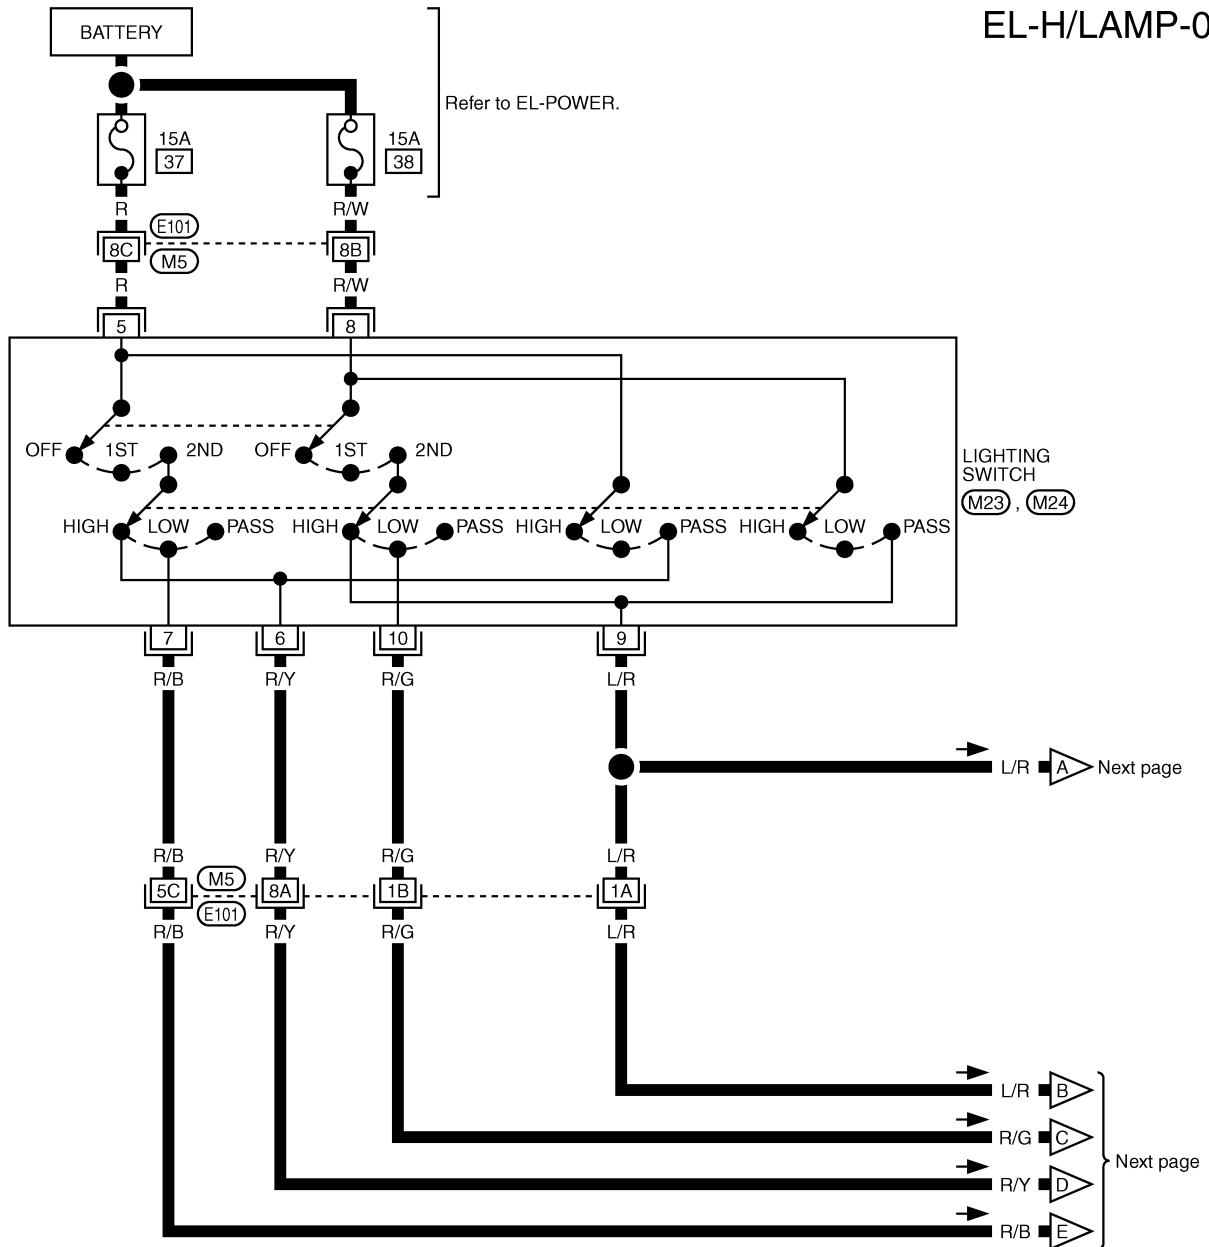 EL-H/LAMP-0
BATTERY
Refer to EL-POWER.
15A
37
15A
38
R
R/W
E101
8C
8B
M5
R
R/W
5
8
OFF 1ST 2ND OFF 1ST 2ND
LIGHTING
SWITCH
M23 , M24
HIGH LOW PASS HIGH LOW PASS HIGH LOW PASS HIGH LOW PASS
7 6 10 9
R/B R/Y R/G L/R
L/R A Next page
R/B R/Y R/G L/R
M5
5C 8A 1B 1A
E101
R/B R/Y R/G L/R
L/R B
R/G C
Next page
R/Y D
R/B E